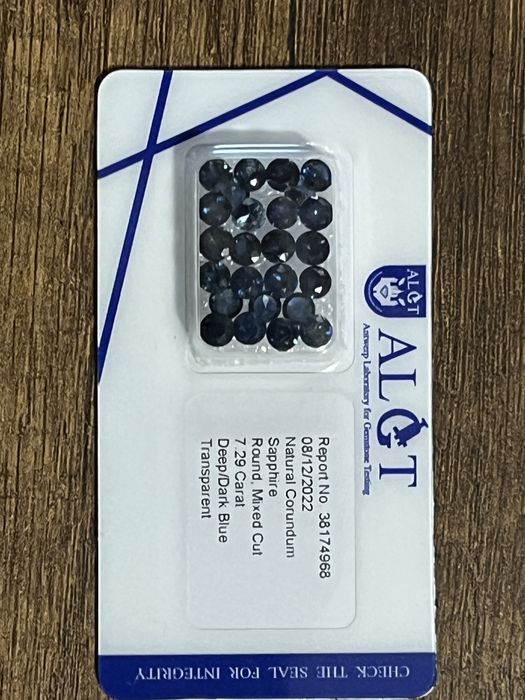 ALGT
ALGT
Antwerp Laboratory for Gemstone Testing
Report No. 38174968
08/12/2022
Natural Corundum
Sapphire
Round, Mixed Cut
7.29 Carat
Deep/Dark Blue
Transparent
CHECK THE SEAL FOR INTEGRITY